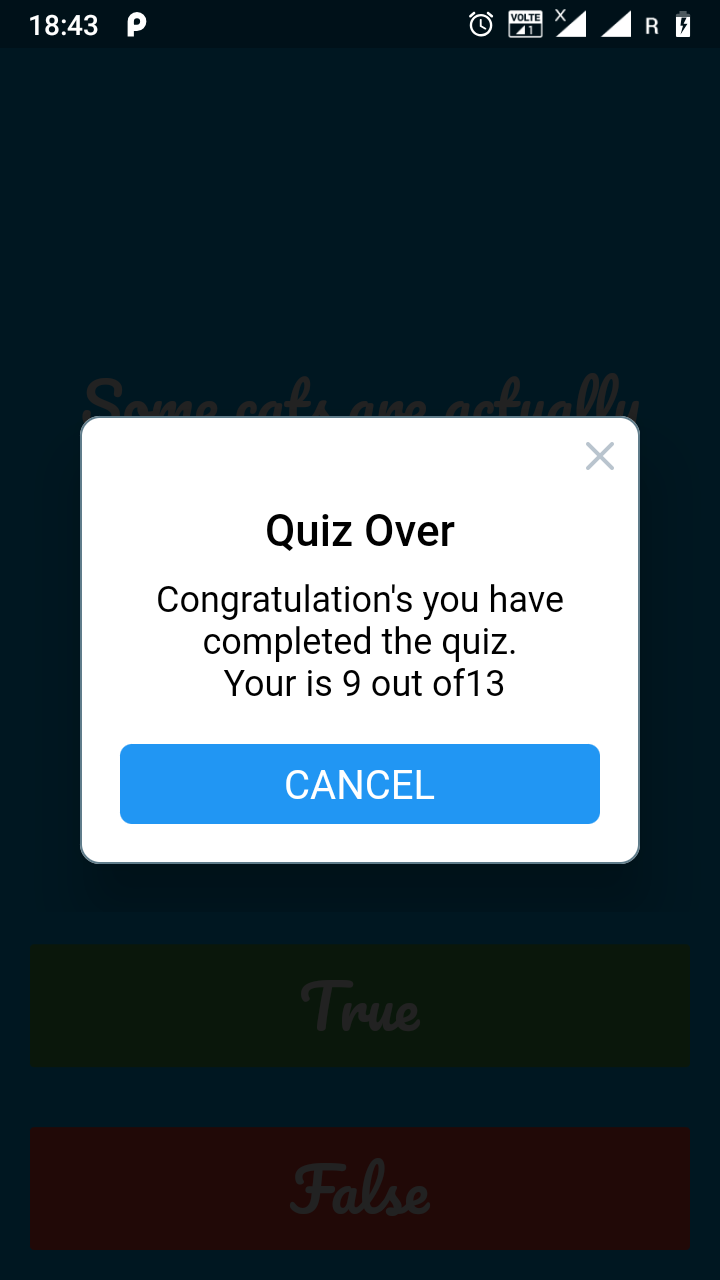 18:43
VOLTE
1
X
R
Some cats are actually
Quiz Over
Congratulation's you have
completed the quiz.
Your is 9 out of13
CANCEL
True
False